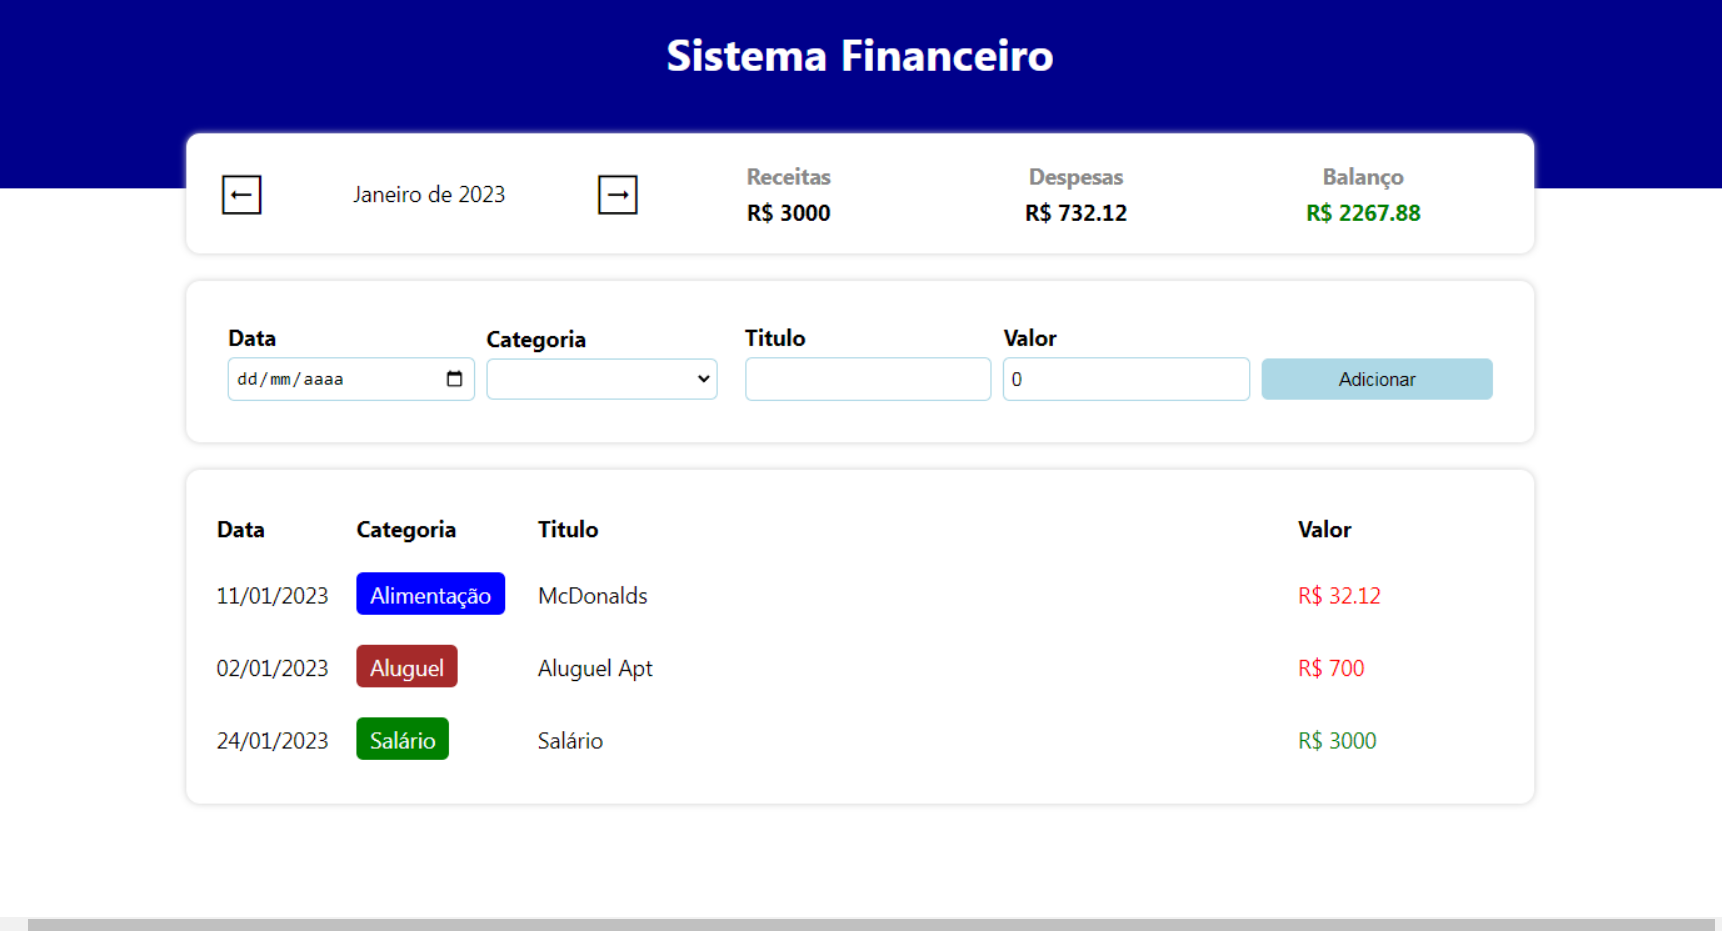 Sistema Financeiro
← Janeiro de 2023 →
Receitas Despesas Balanço
R$ 3000 R$ 732.12 R$ 2267.88
Data Categoria Titulo Valor
dd/mm/aaaa 0 Adicionar
Data Categoria Titulo Valor
11/01/2023 Alimentação McDonalds R$ 32.12
02/01/2023 Aluguel Aluguel Apt R$ 700
24/01/2023 Salário Salário R$ 3000